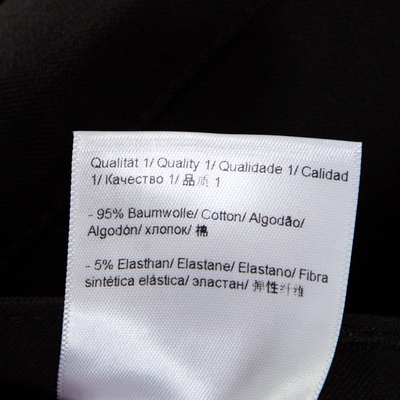 Qualität 1/ Quality 1/ Qualidade 1/ Calidad
1/ Качество 1/ 品质 1
- 95% Baumwolle/ Cotton/ Algodão/
Algodón/ хлопок/ 棉
- 5% Elasthan/ Elastane/ Elastano/ Fibra
sintética elástica/ эластан/ 弹性纤维